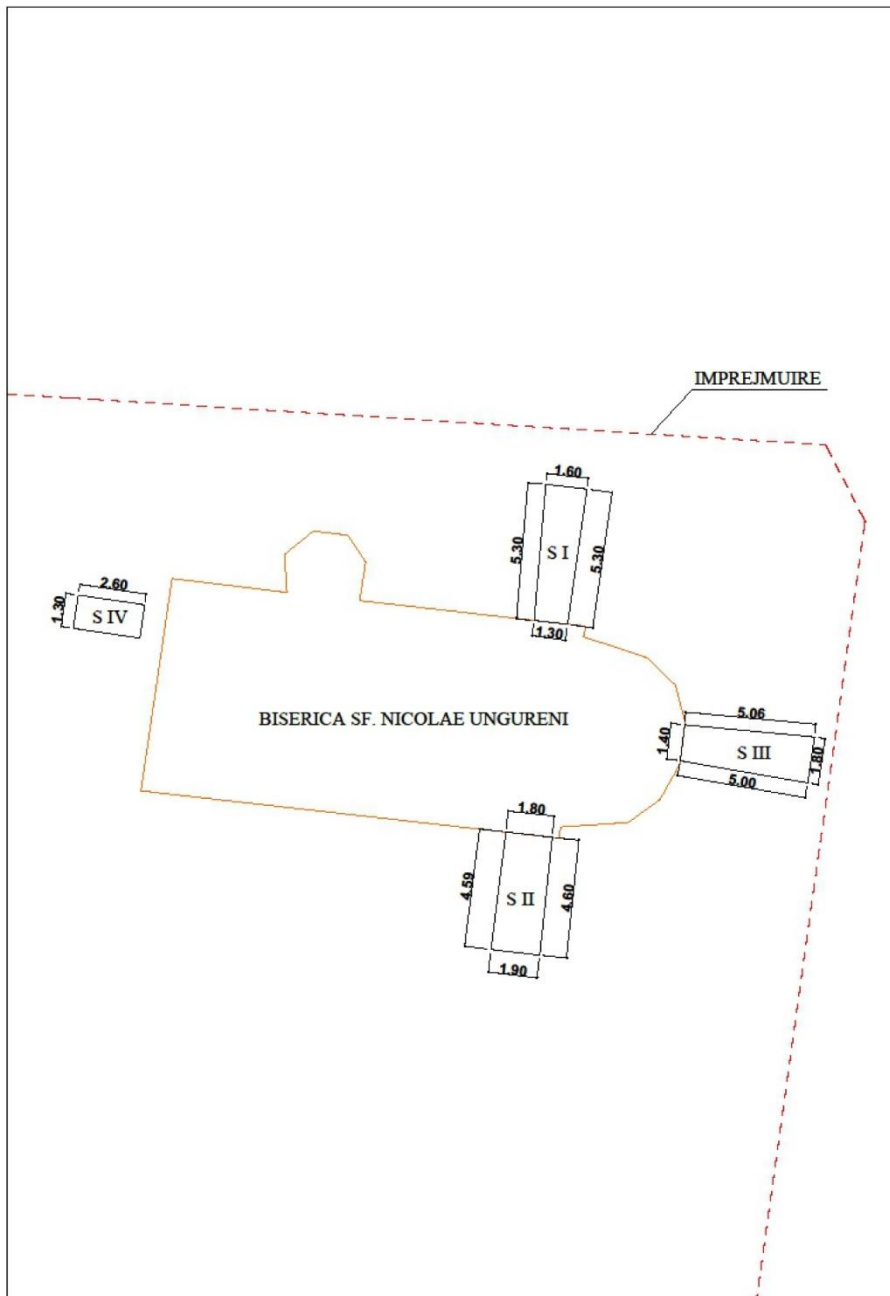 IMPREJMUIRE
1.60
5.30
S I
5.30
1.30
2.60
1.30
S IV
BISERICA SF. NICOLAE UNGURENI
5.06
1.40
S III
1.80
5.00
1.80
4.59
S II
4.60
1.90